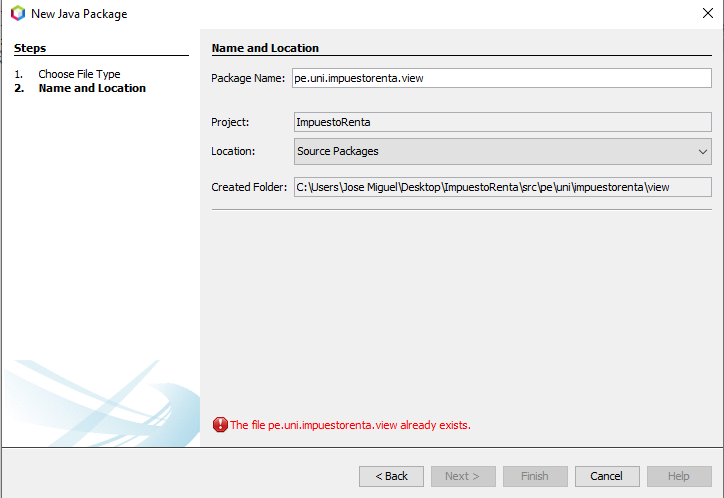 New Java Package
Steps
1. Choose File Type
2. Name and Location
Name and Location
Package Name: pe.uni.impuestorenta.view
Project: ImpuestoRenta
Location: Source Packages
Created Folder: C:\Users\Jose Miguel\Desktop\ImpuestoRenta\src\pe\uni\impuestorenta\view
The file pe.uni.impuestorenta.view already exists.
< Back Next > Finish Cancel Help